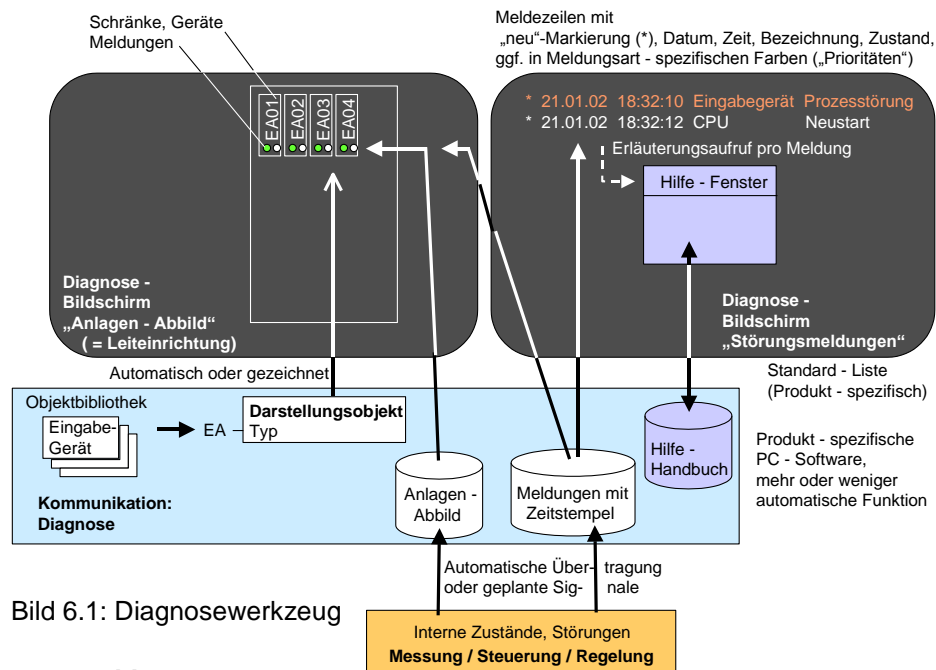 Schränke, Geräte
Meldungen
Meldezeilen mit
„neu“-Markierung (*), Datum, Zeit, Bezeichnung, Zustand,
ggf. in Meldungsart - spezifischen Farben („Prioritäten“)
EA01
EA02
EA03
EA04
* 21.01.02 18:32:10 Eingabegerät Prozesstörung
* 21.01.02 18:32:12 CPU Neustart
Erläuterungsaufruf pro Meldung
Hilfe - Fenster
Diagnose -
Bildschirm
„Anlagen - Abbild“
( = Leiteinrichtung)
Diagnose -
Bildschirm
„Störungsmeldungen“
Automatisch oder gezeichnet
Standard - Liste
(Produkt - spezifisch)
Objektbibliothek
Eingabe-
Gerät
EA
Darstellungsobjekt
Typ
Hilfe -
Handbuch
Produkt - spezifische
PC - Software,
mehr oder weniger
automatische Funktion
Kommunikation:
Diagnose
Anlagen -
Abbild
Meldungen mit
Zeitstempel
Automatische Über- tragung
oder geplante Sig- nale
Bild 6.1: Diagnosewerkzeug
Interne Zustände, Störungen
Messung / Steuerung / Regelung